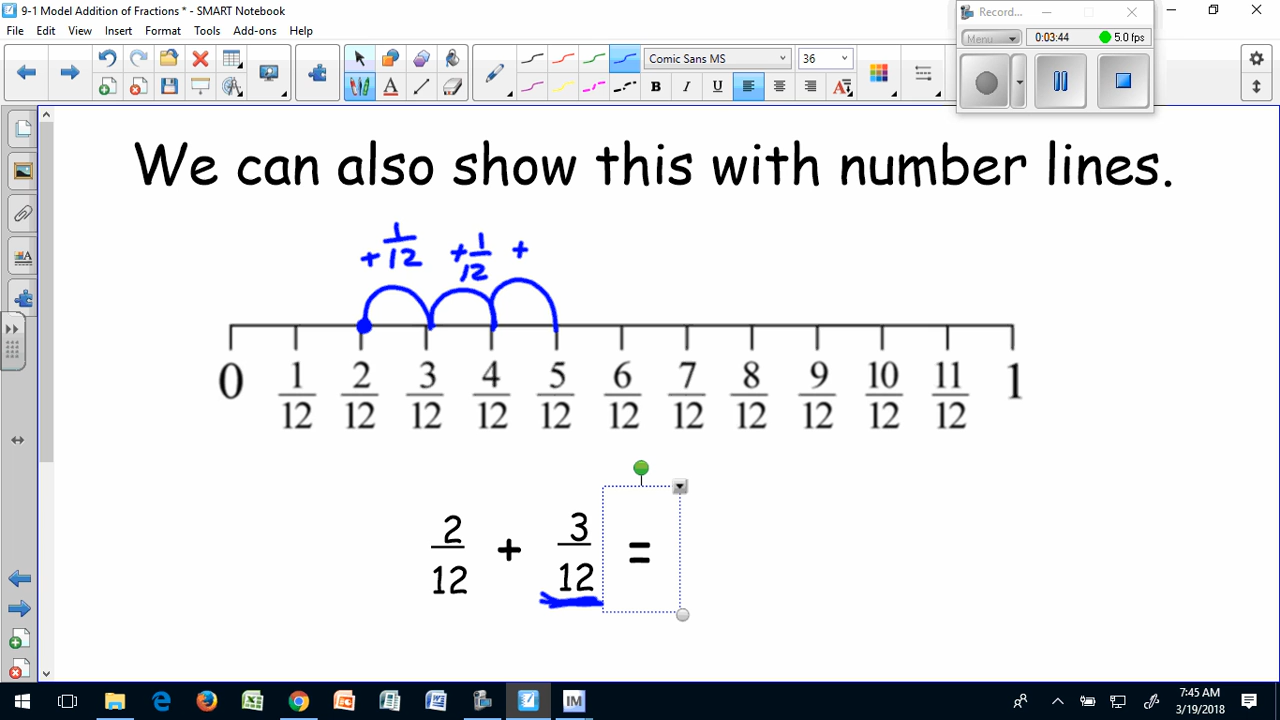 9-1 Model Addition of Fractions * - SMART Notebook
Record...
File Edit View Insert Format Tools Add-ons Help
Menu 0:03:44 5.0 fps
Comic Sans MS 36
A B I U A
We can also show this with number lines.
+1/12 +1/12 +
0 1/12 2/12 3/12 4/12 5/12 6/12 7/12 8/12 9/12 10/12 11/12 1
2/12 + 3/12 =
IM
7:45 AM
3/19/2018